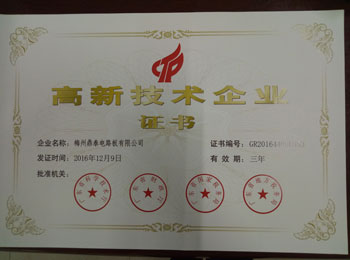 高新技术企业
证书
企业名称：梅州鼎泰电路板有限公司 证书编号：
发证时间：2016年12月9日 有效期：三年
批准机关：